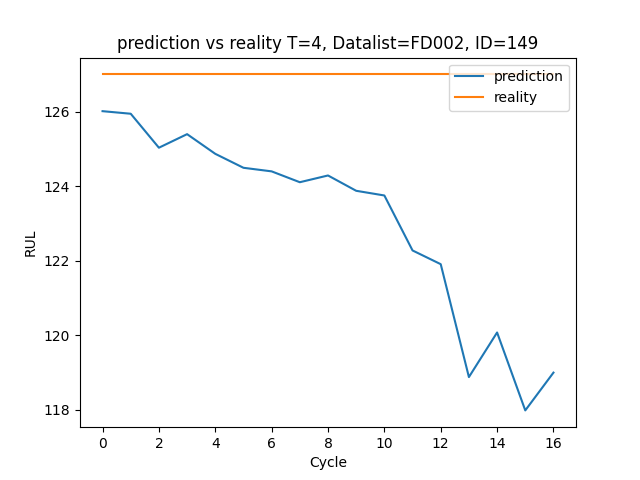 prediction vs reality T=4, Datalist=FD002, ID=149
prediction
reality
126
124
122
120
118
RUL
0 2 4 6 8 10 12 14 16
Cycle